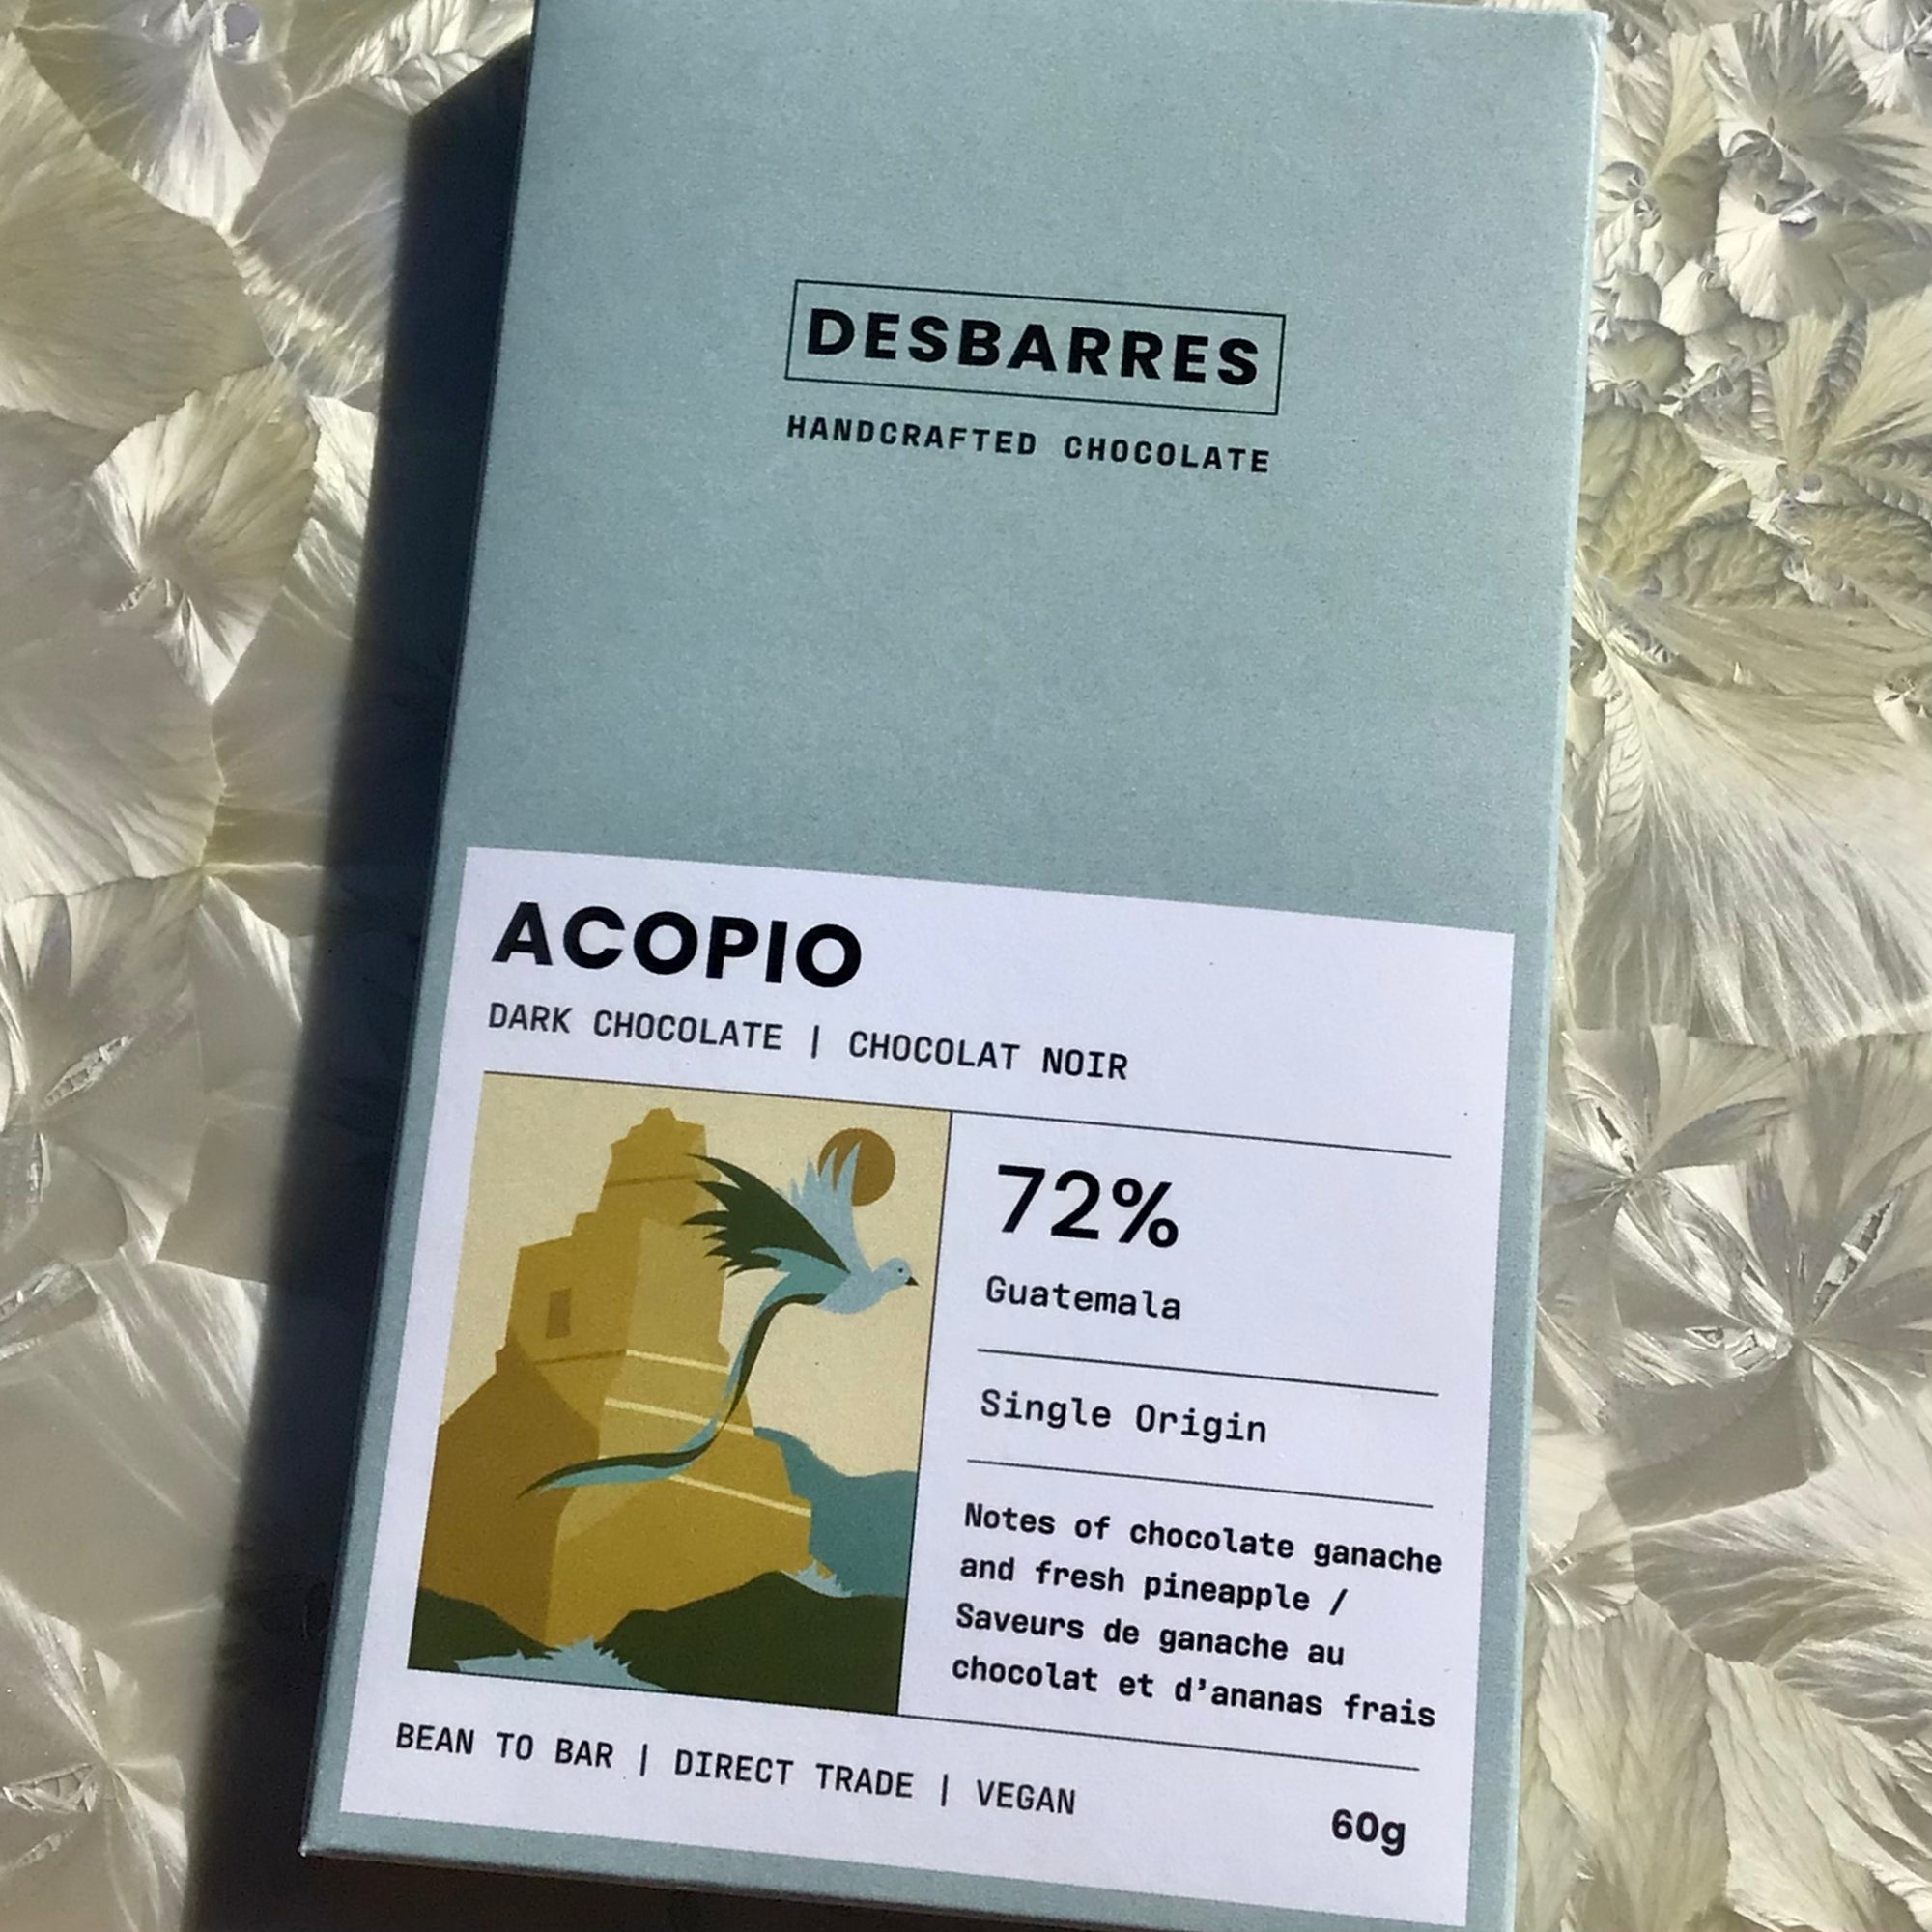 DESBARRES
HANDCRAFTED CHOCOLATE
ACOPIO
DARK CHOCOLATE | CHOCOLAT NOIR
72%
Guatemala
Single Origin
Notes of chocolate ganache
and fresh pineapple /
Saveurs de ganache au
chocolat et d’ananas frais
BEAN TO BAR | DIRECT TRADE | VEGAN
60g